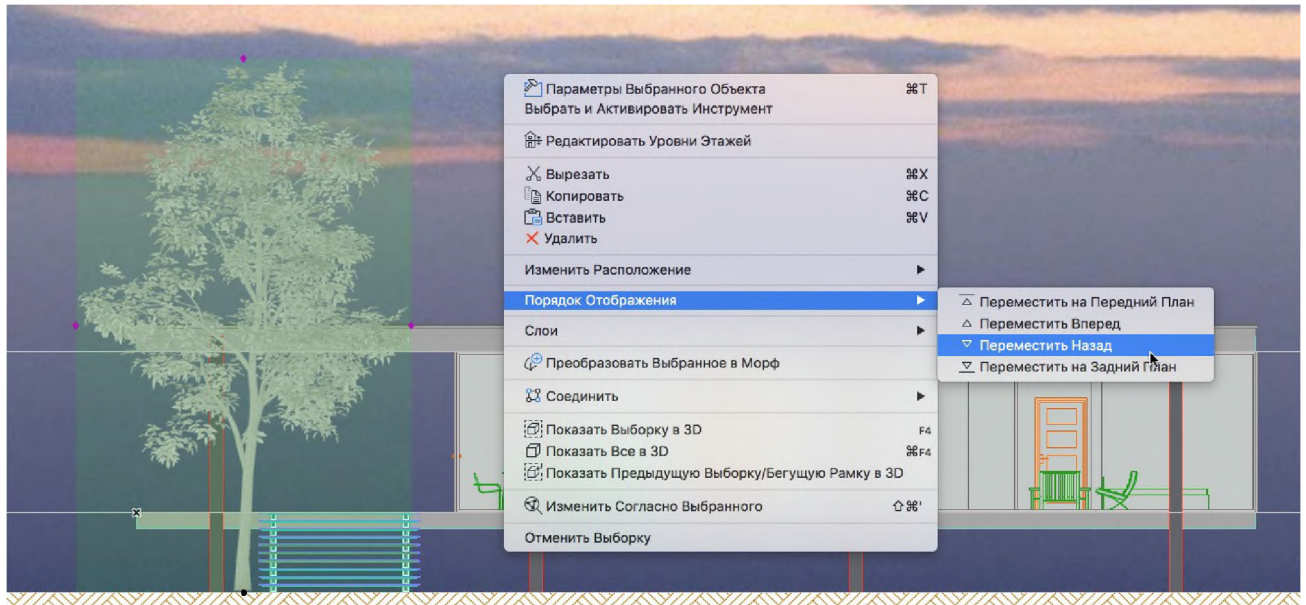 Параметры Выбранного Объекта ⌘T
Выбрать и Активировать Инструмент
Редактировать Уровни Этажей
Вырезать ⌘X
Копировать ⌘C
Вставить ⌘V
Удалить
Изменить Расположение
Порядок Отображения
Переместить на Передний План
Переместить Вперед
Переместить Назад
Переместить на Задний План
Слои
Преобразовать Выбранное в Морф
Соединить
Показать Выборку в 3D F4
Показать Все в 3D ⌘F4
Показать Предыдущую Выборку/Бегущую Рамку в 3D
Изменить Согласно Выбранного ⇧⌘'
Отменить Выборку